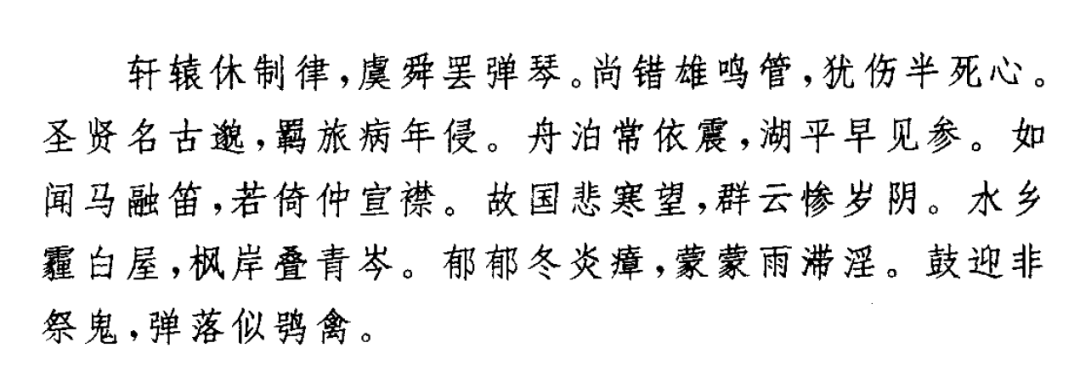 轩辕休制律，虞舜罢弹琴。尚错雄鸣管，犹伤半死心。
圣贤名古邈，羁旅病年侵。舟泊常依震，湖平早见参。如
闻马融笛，若倚仲宣襟。故国悲寒望，群云惨岁阴。水乡
霾白屋，枫岸叠青岑。郁郁冬炎瘴，蒙蒙雨滞淫。鼓迎非
祭鬼，弹落似鸮禽。